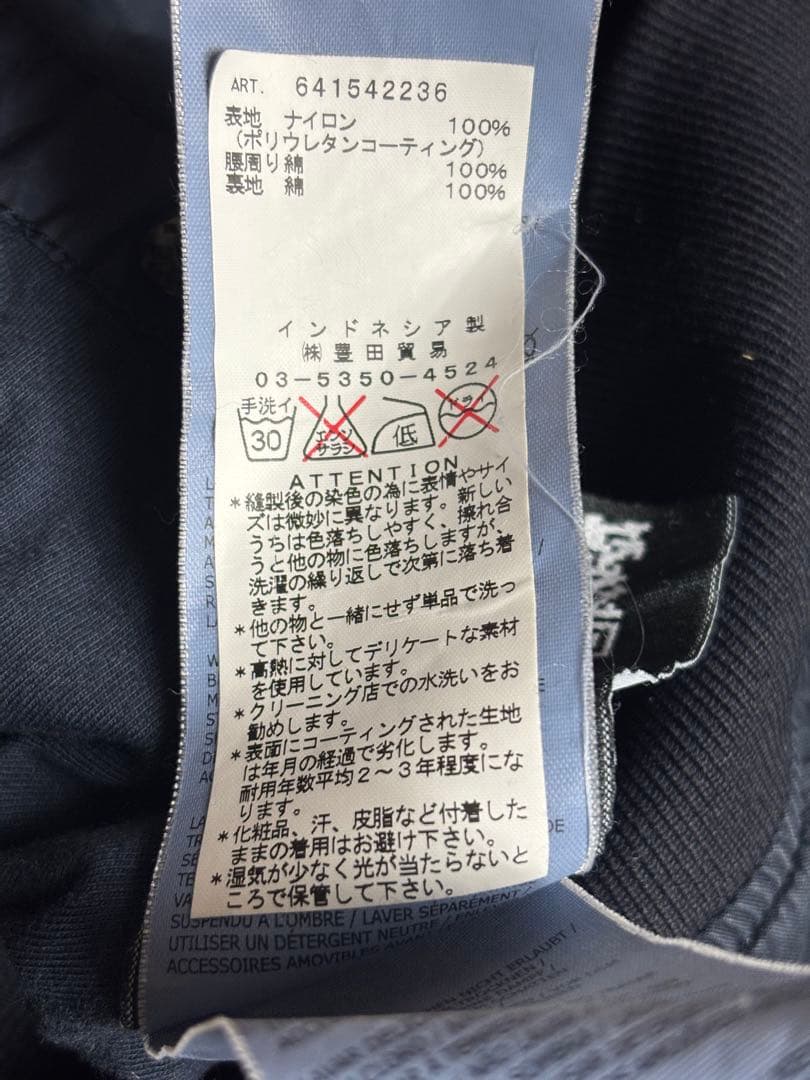 ART. 641542236
表地 ナイロン 100%
(ポリウレタンコーティング)
腰周り綿 100%
裏地 綿 100%
インドネシア製
㈱豊田貿易
03-5350-4524
手洗イ
30
エンソ
サラシ
低
ドライ
ATTENTION
*縫製後の染色の為に表情やサイ
ズは微妙に異なります。新しい
うちは色落ちしやすく、擦れ合
うと他の物に色落ちしますが、
洗濯の繰り返しで次第に落ち着
きます。
*他の物と一緒にせず単品で洗っ
て下さい。
*高熱に対してデリケートな素材
を使用しています。
*クリーニング店での水洗いをお
勧めします。
*表面にコーティングされた生地
は年月の経過で劣化します。
耐用年数平均2~3年程度にな
ります。
*化粧品、汗、皮脂など付着した
ままの着用はお避け下さい。
*湿気が少なく光が当たらないと
ころで保管して下さい。
SUSPENDU A L'OMBRE / LAVER SÉPARÉMENT /
UTILISER UN DÉTERGENT NEUTRE /
ACCESSOIRES AMOVIBLES
NICHT ERLAUBT /